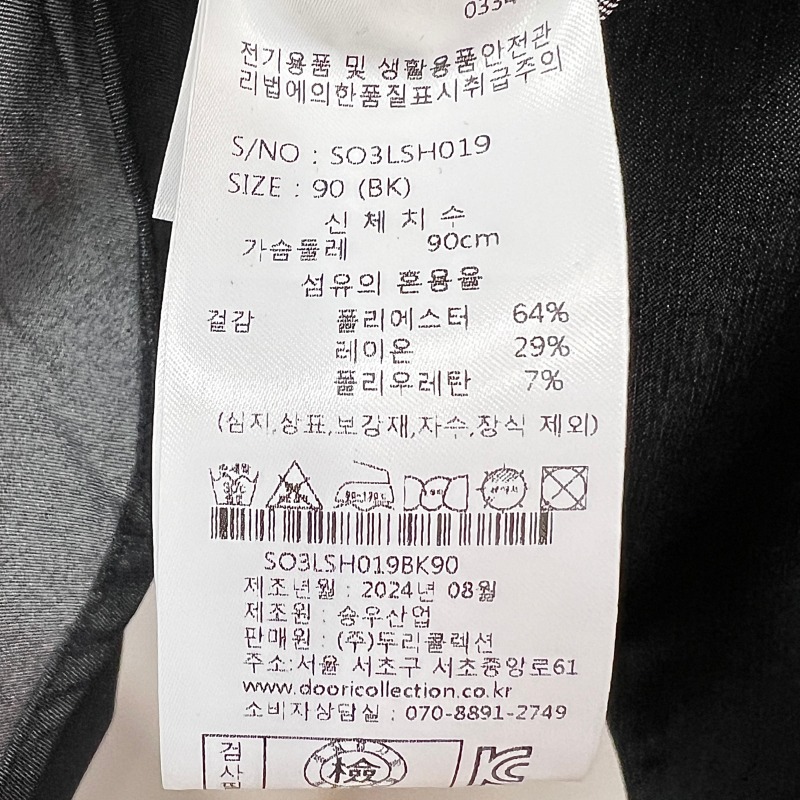 전기용품 및 생활용품안전관
리법에의한품질표시취급주의
S/NO : SO3LSH019
SIZE : 90 (BK)
신 체 치 수
가슴둘레 90cm
섬유의 혼용율
겉감 폴리에스터 64%
레이온 29%
폴리우레탄 7%
(심지,상표,보강재,자수,장식 제외)
SO3LSH019BK90
제조년월 : 2024년 08월
제조원 : 승우산업
판매원 : (주)두리콜렉션
주소:서울 서초구 서초중앙로61
www.dooricollection.co.kr
소비자상담실 : 070-8891-2749
검사필 檢